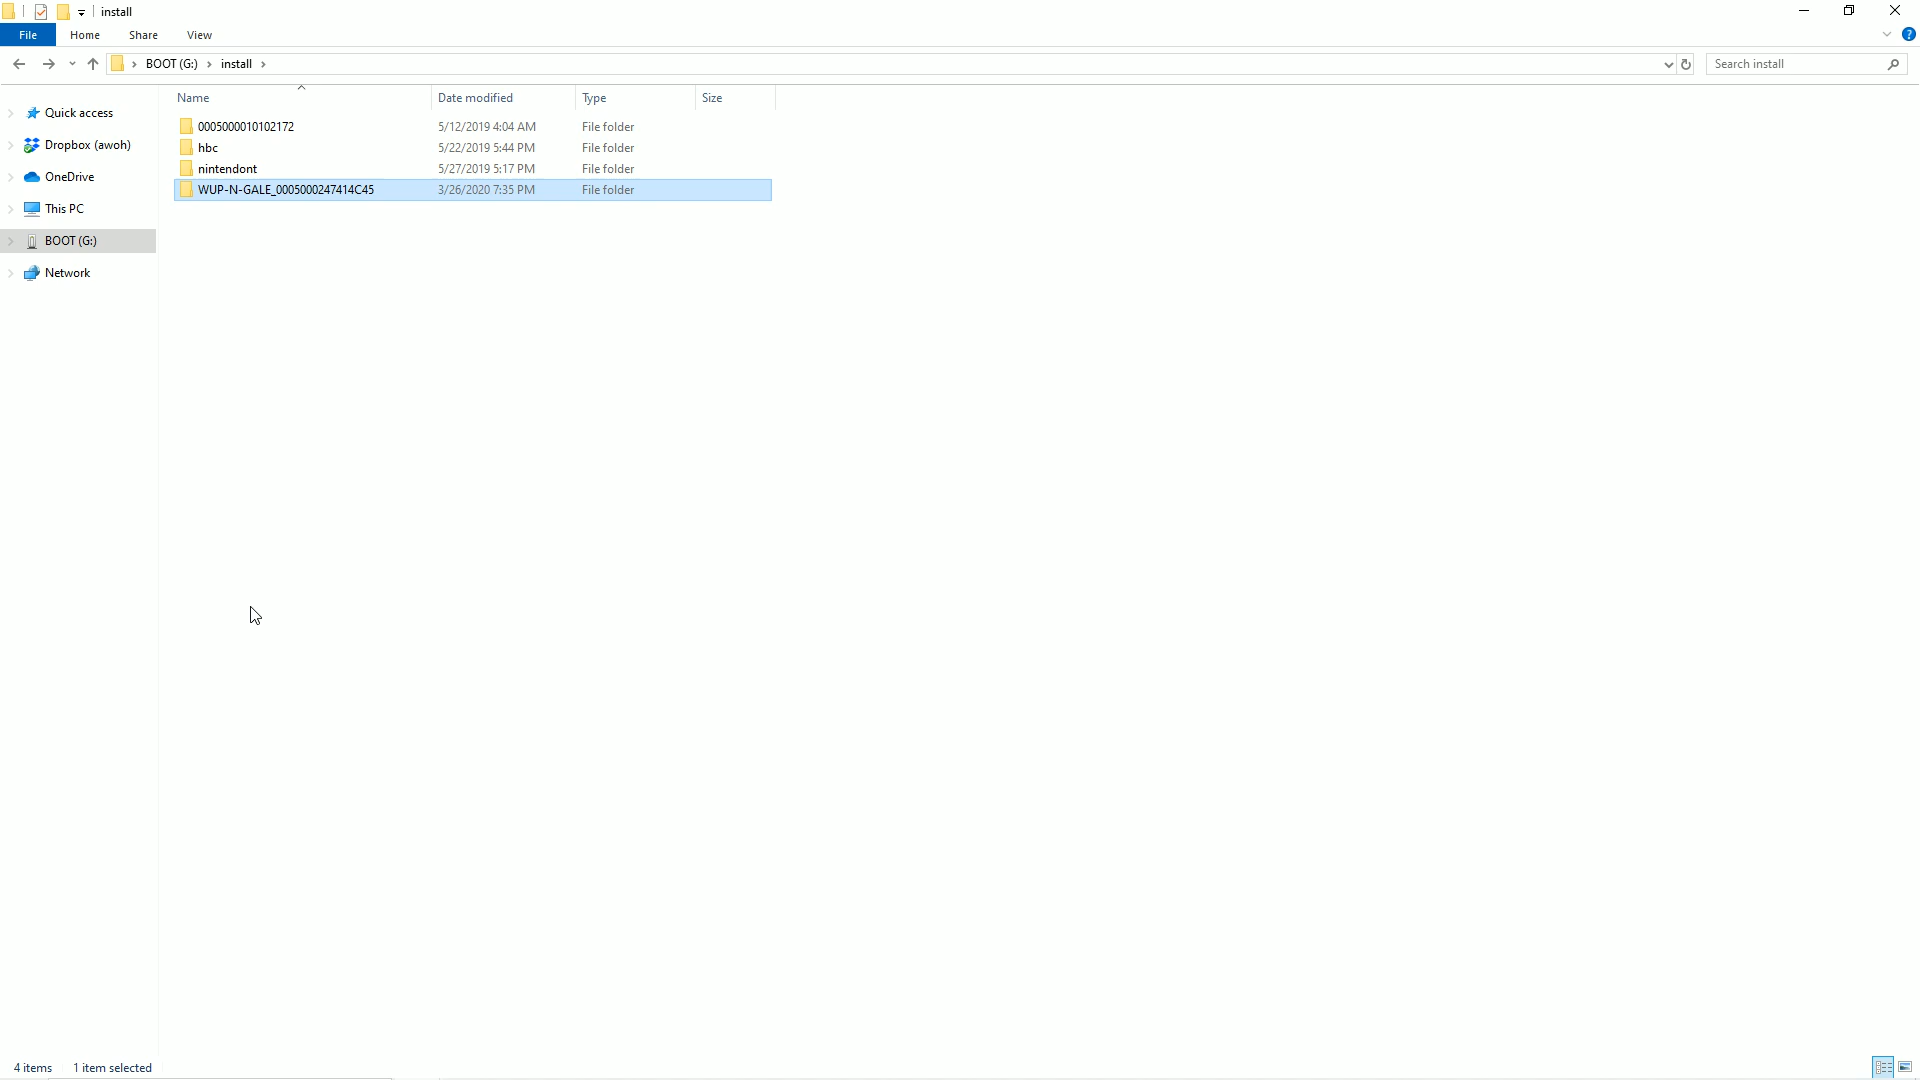 install
File Home Share View
BOOT (G:) install
Search install
Name Date modified Type Size
Quick access
Dropbox (awoh)
OneDrive
This PC
BOOT (G:)
Network
0005000010102172 5/12/2019 4:04 AM File folder
hbc 5/22/2019 5:44 PM File folder
nintendont 5/27/2019 5:17 PM File folder
WUP-N-GALE_0005000247414C45 3/26/2020 7:35 PM File folder
4 items 1 item selected